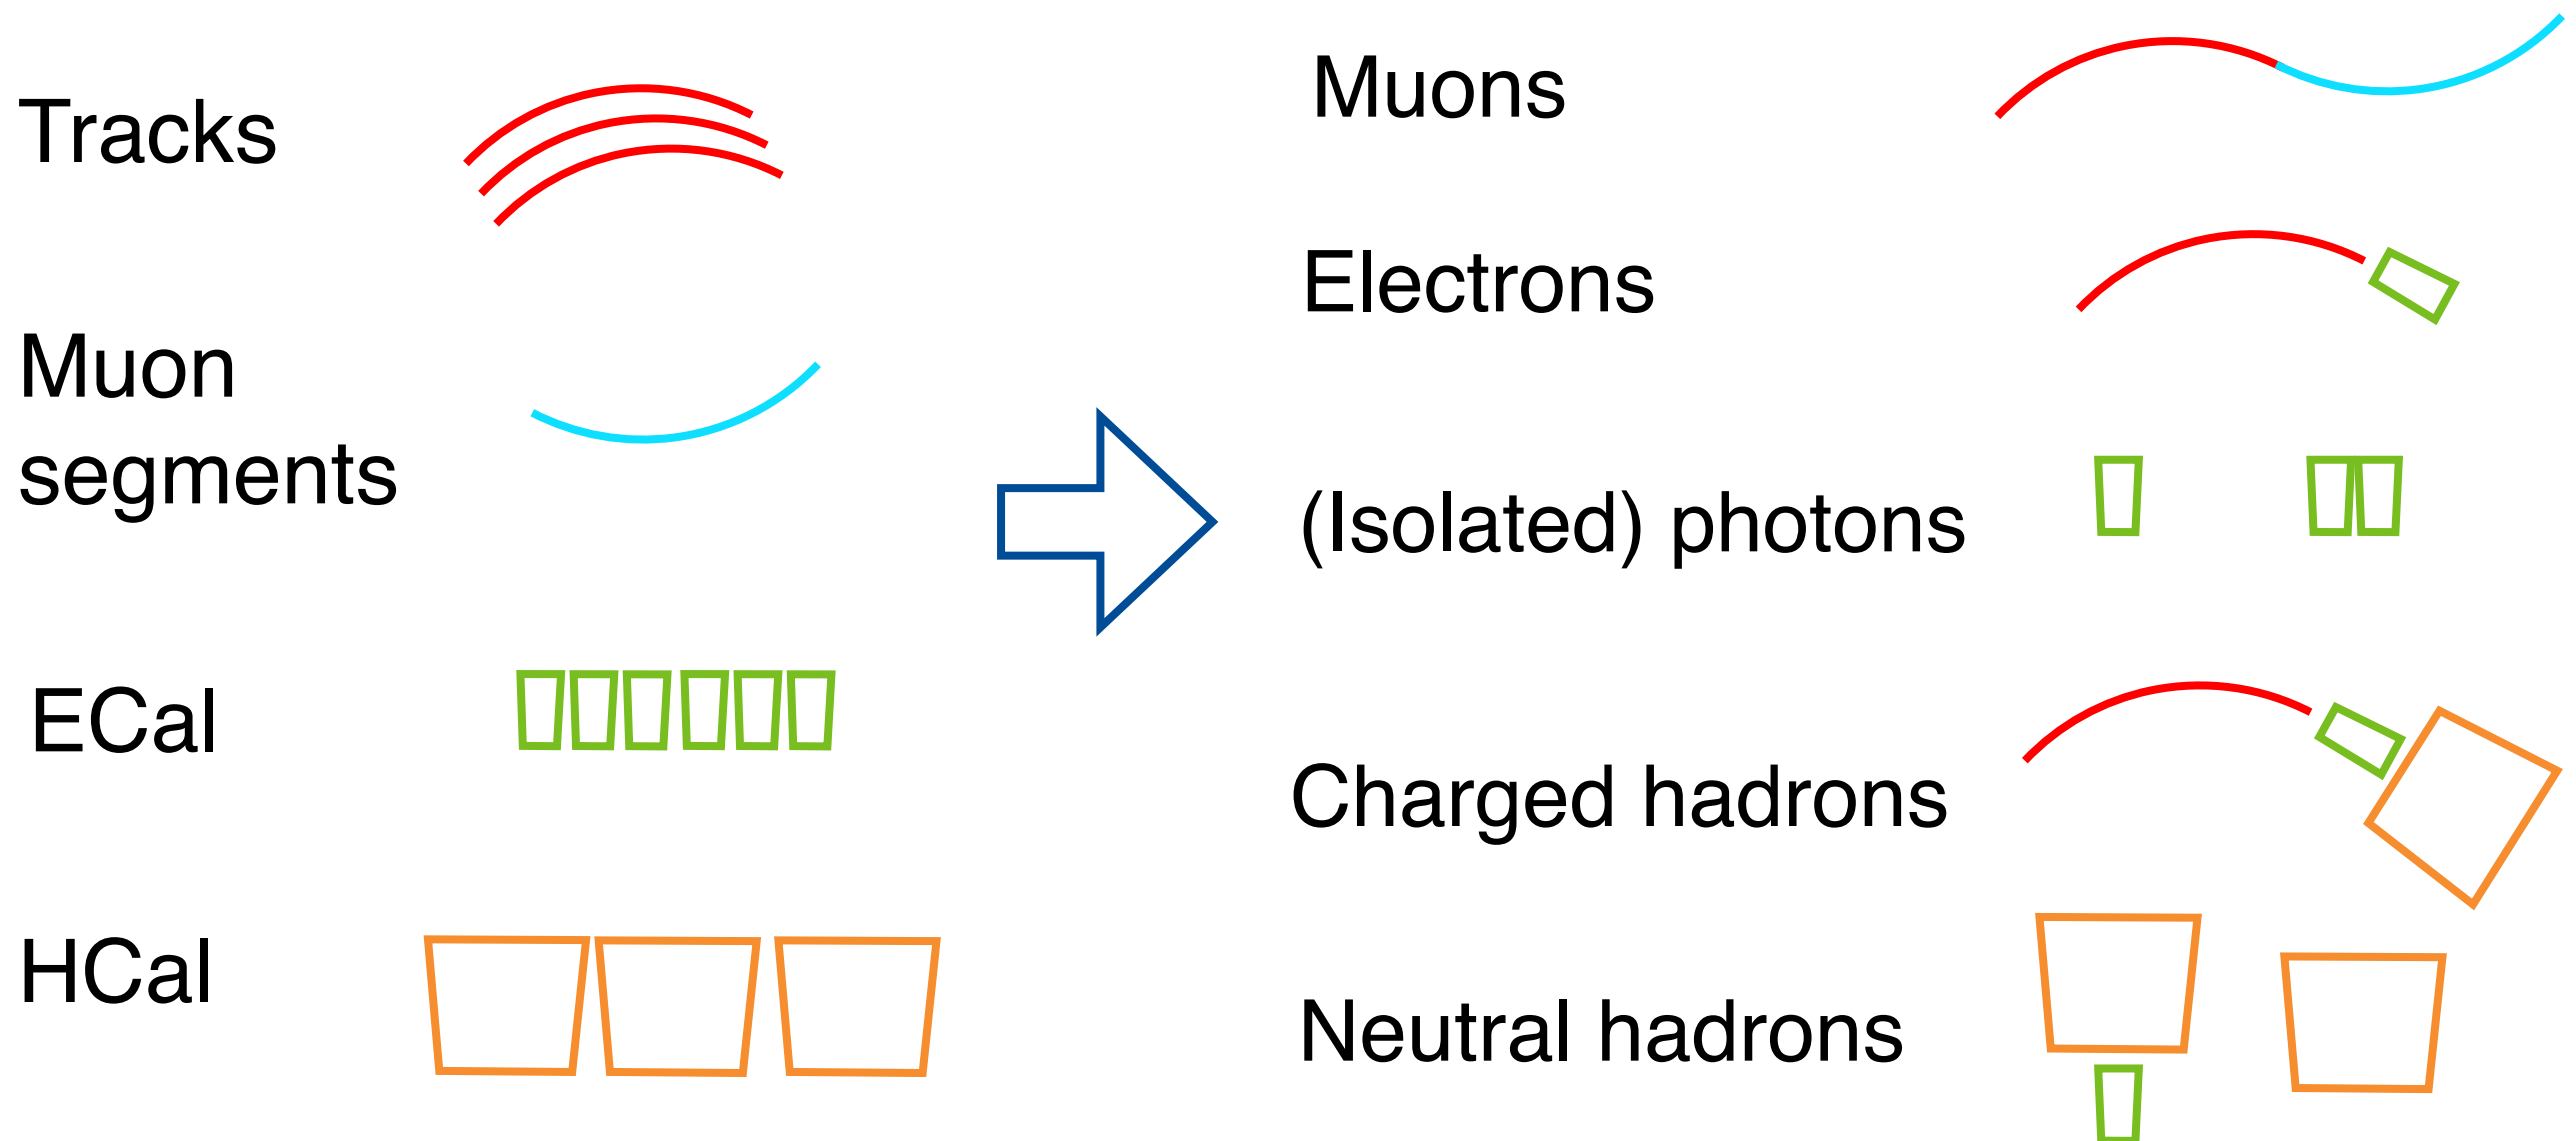 Tracks
Muon
segments
ECal
HCal
Muons
Electrons
(Isolated) photons
Charged hadrons
Neutral hadrons